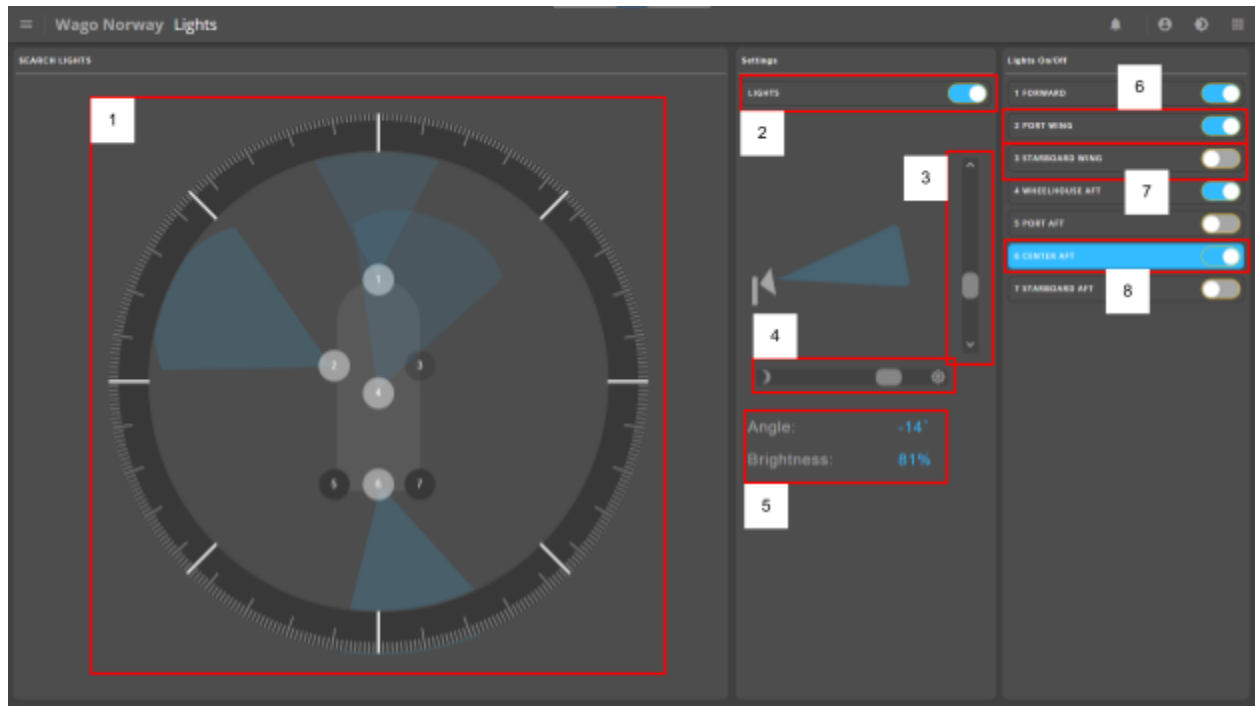 Wago Norway Lights
SEARCH LIGHTS
1
1
2
3
4
5
6
7
Settings
LIGHTS
2
3
4
Angle: -14°
Brightness: 81%
5
Lights On/Off
6
1 FORWARD
2 PORT WING
3 STARBOARD WING
4 WHEELHOUSE AFT
7
5 PORT AFT
6 CENTER AFT
7 STARBOARD AFT
8